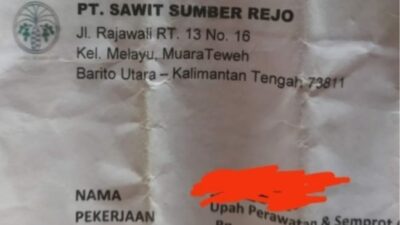 PT. SAWIT SUMBER REJO
Jl. Rajawali RT. 13 No. 16
Kel. Melayu, MuaraTeweh
Barito Utara – Kalimantan Tengah 73811
NAMA
PEKERJAAN Upah Perawatan & Semprot